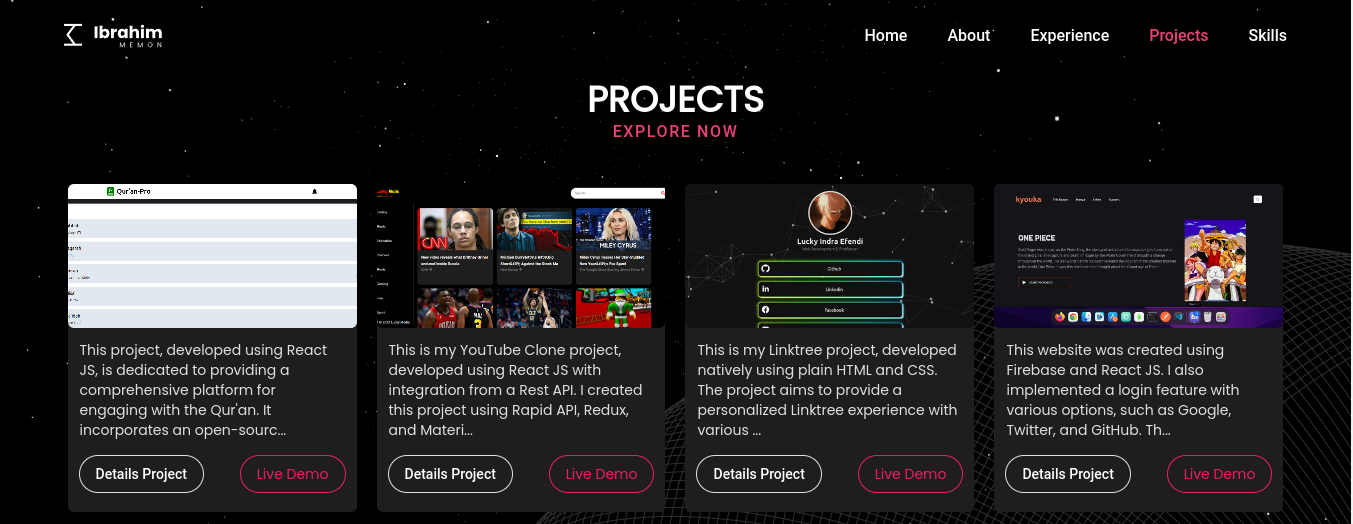 Ibrahim
MEMON
Home
About
Experience
Projects
Skills
PROJECTS
EXPLORE NOW
Qur'an-Pro
CNN
MILEY CYRUS
Lucky Indra Efendi
Github
Linkedin
Facebook
kyouka
ONE PIECE
This project, developed using React
JS, is dedicated to providing a
comprehensive platform for
engaging with the Qur'an. It
incorporates an open-sourc...
Details Project
Live Demo
This is my YouTube Clone project,
developed using React JS with
integration from a Rest API. I created
this project using Rapid API, Redux,
and Materi...
Details Project
Live Demo
This is my Linktree project, developed
natively using plain HTML and CSS.
The project aims to provide a
personalized Linktree experience with
various ...
Details Project
Live Demo
This website was created using
Firebase and React JS. I also
implemented a login feature with
various options, such as Google,
Twitter, and GitHub. Th...
Details Project
Live Demo